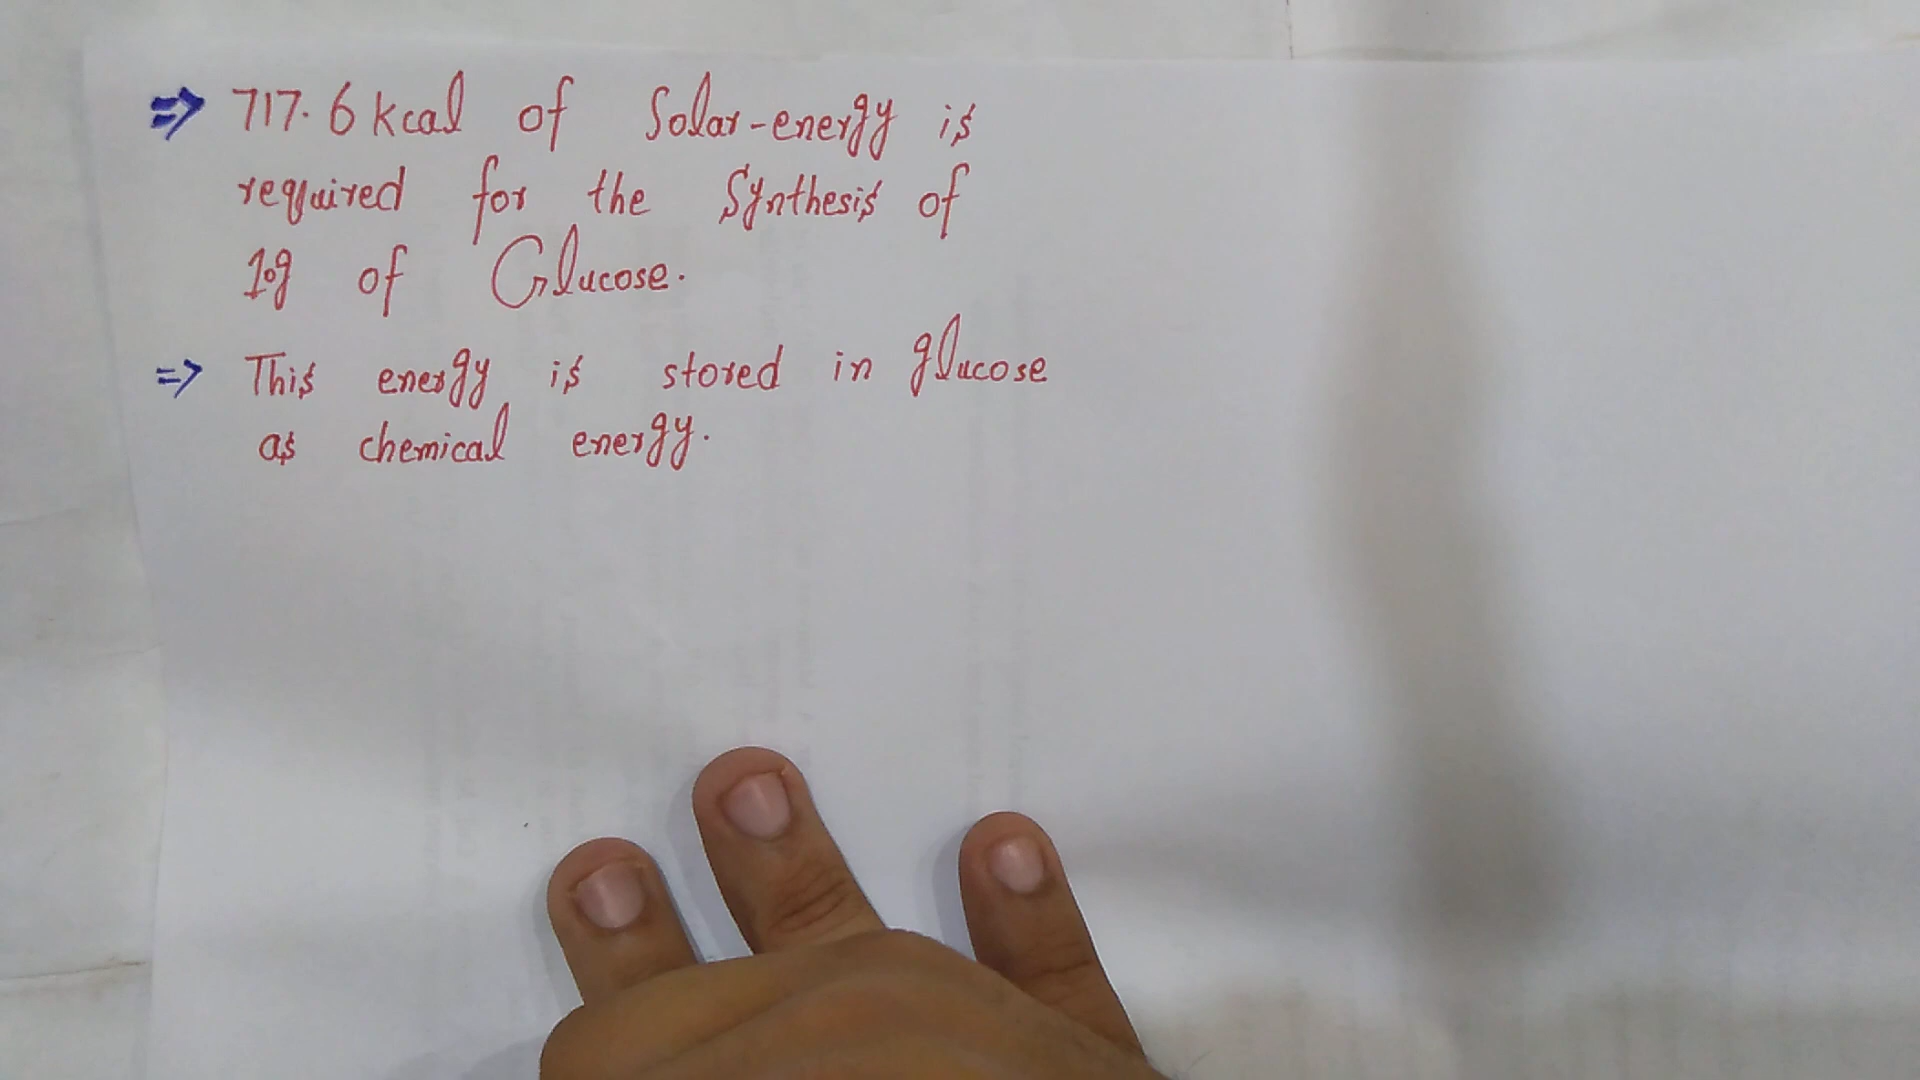 ⇒ 717.6 kcal of Solar-energy is
required for the Synthesis of
1.g of Glucose.
⇒ This energy is stored in glucose
as chemical energy.